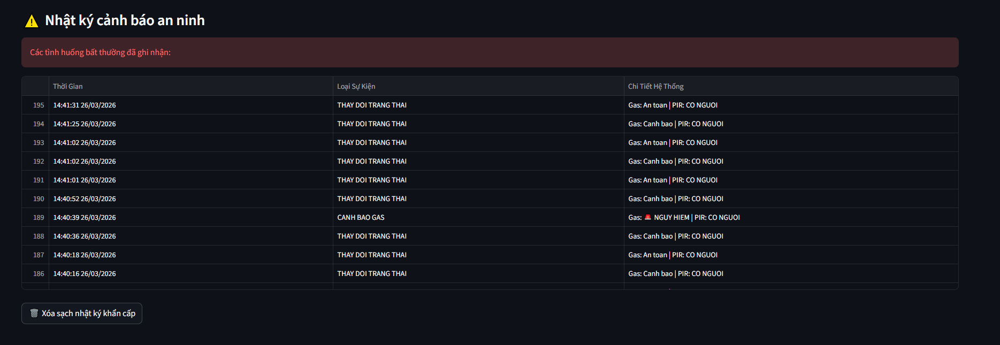 ⚠️ Nhật ký cảnh báo an ninh
Các tình huống bất thường đã ghi nhận:
Thời Gian Loại Sự Kiện Chi Tiết Hệ Thống
195 14:41:31 26/03/2026 THAY DOI TRANG THAI Gas: An toan | PIR: CO NGUOI
194 14:41:25 26/03/2026 THAY DOI TRANG THAI Gas: Canh bao | PIR: CO NGUOI
193 14:41:02 26/03/2026 THAY DOI TRANG THAI Gas: An toan | PIR: CO NGUOI
192 14:41:02 26/03/2026 THAY DOI TRANG THAI Gas: Canh bao | PIR: CO NGUOI
191 14:41:01 26/03/2026 THAY DOI TRANG THAI Gas: An toan | PIR: CO NGUOI
190 14:40:52 26/03/2026 THAY DOI TRANG THAI Gas: Canh bao | PIR: CO NGUOI
189 14:40:39 26/03/2026 CANH BAO GAS Gas: 🚨 NGUY HIEM | PIR: CO NGUOI
188 14:40:36 26/03/2026 THAY DOI TRANG THAI Gas: Canh bao | PIR: CO NGUOI
187 14:40:18 26/03/2026 THAY DOI TRANG THAI Gas: An toan | PIR: CO NGUOI
186 14:40:16 26/03/2026 THAY DOI TRANG THAI Gas: Canh bao | PIR: CO NGUOI
🗑️ Xóa sạch nhật ký khẩn cấp